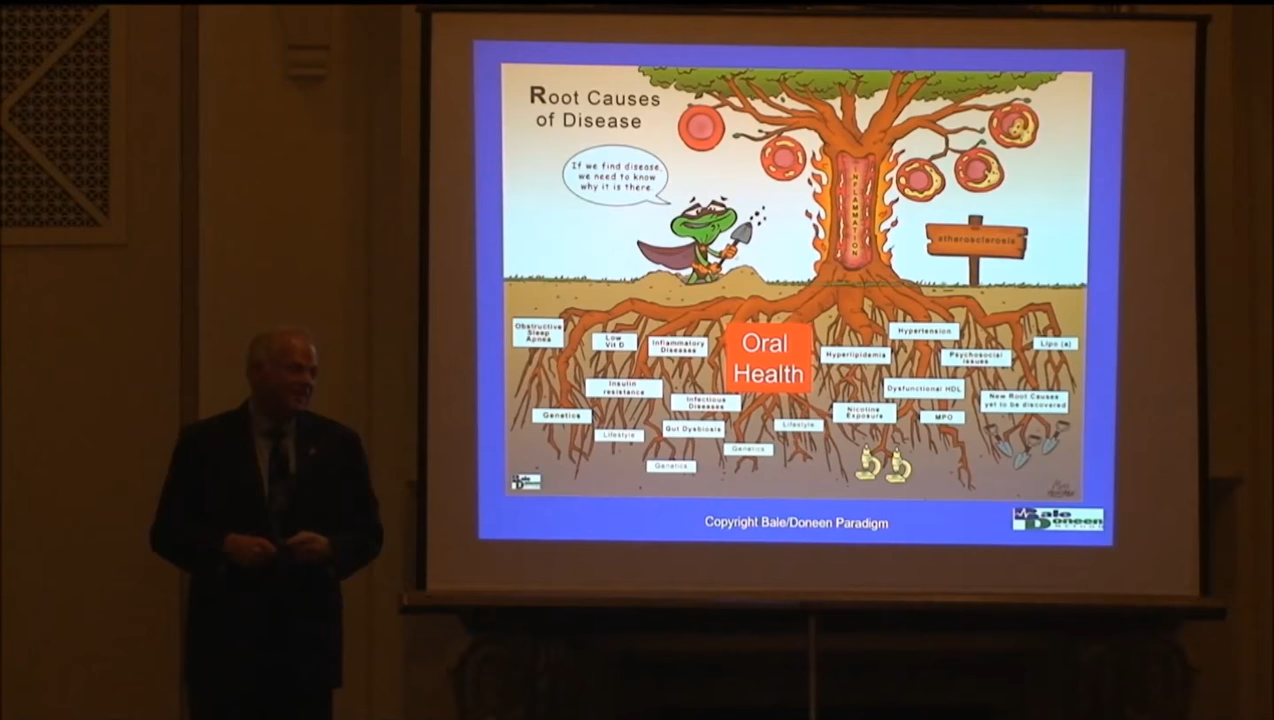 Root Causes
of Disease
If we find disease,
we need to know
why it is there.
INFLAMMATION
atherosclerosis
Obstructive
Sleep
Apnea
Low
Vit D
Inflammatory
Diseases
Oral
Health
Hypertension
Hyperlipidemia
Psychosocial
issues
Lipo (a)
Insulin
resistance
Infectious
Diseases
Dysfunctional HDL
New Root Causes
yet to be discovered
Genetics
Lifestyle
Gut Dysbiosis
Lifestyle
Nicotine
Exposure
MPO
Genetics
Genetics
Bale
Copyright Bale/Doneen Paradigm
Bale
Doneen
METHOD